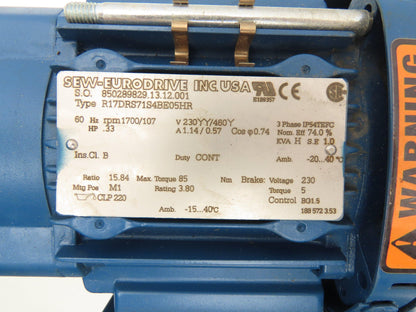 SEW-EURODRIVE INC. USA
S.O. 850289829.13.12.001
Type R17DRS71S4BE05HR
E189357
60 Hz rpm 1700/107 V 230YY/460Y 3 Phase IP54TEFC
HP .33 A 1.14 / 0.57 Cos φ 0.74 Nom. Eff 74.0 %
KVA H S.F 1.0
Ins.Cl. B Duty CONT Amb. -20..40°C
Ratio 15.84 Max. Torque 85 Nm Brake: Voltage 230
Mtg Pos M1 Rating 3.80 Torque 5
CLP 220 Control BG1.5
Amb. -15...40°C 188 572 3.53
WARNING